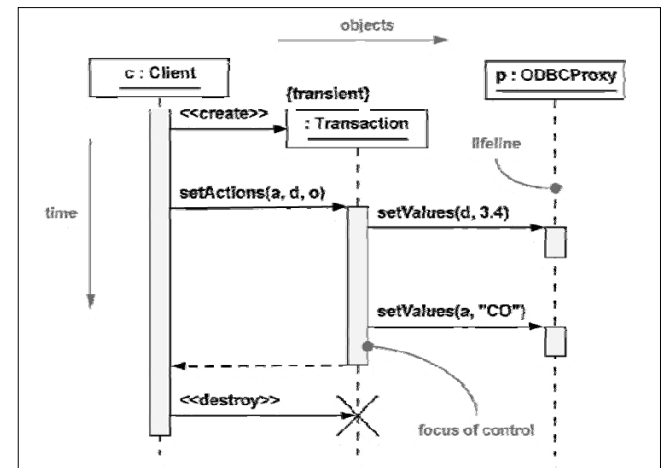 objects
c : Client
p : ODBCProxy
{transient}
<<create>>
: Transaction
lifeline
setActions(a, d, o)
time
setValues(d, 3.4)
setValues(a, "CO")
<<destroy>>
focus of control